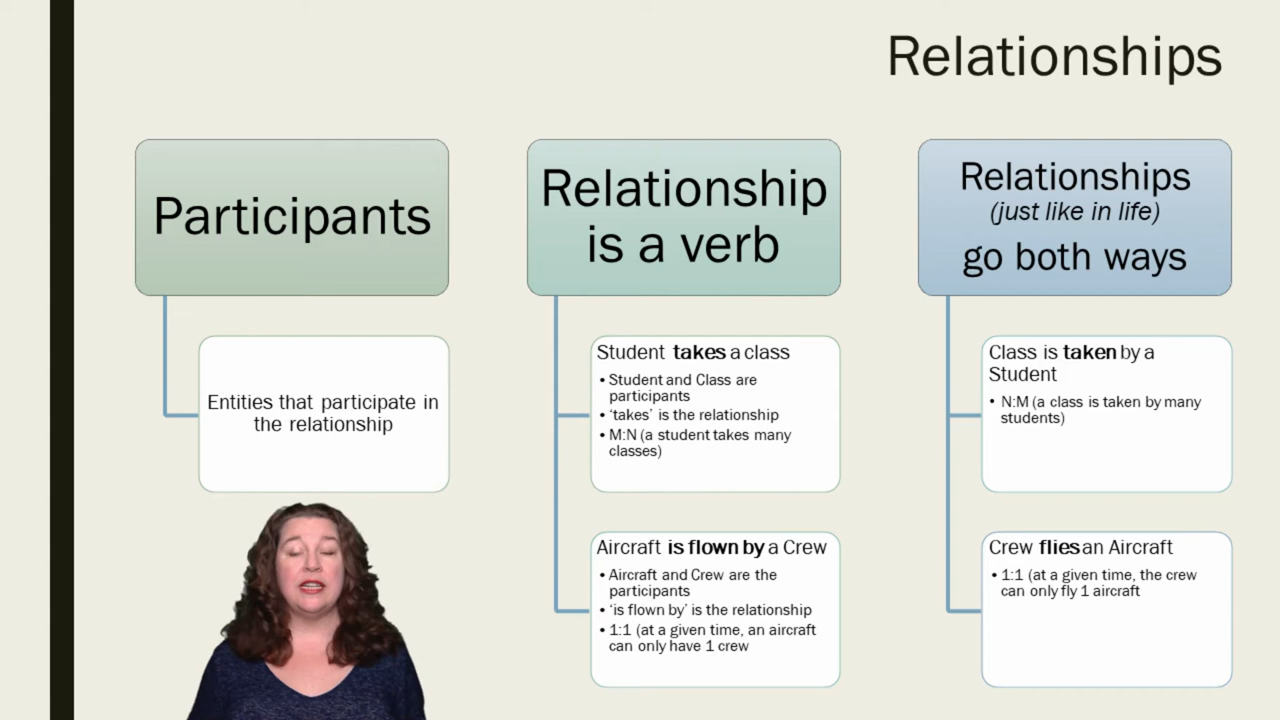 Relationships
Participants
Entities that participate in
the relationship
Relationship
is a verb
Student takes a class
• Student and Class are
participants
• ‘takes’ is the relationship
• M:N (a student takes many
classes)
Aircraft is flown by a Crew
• Aircraft and Crew are the
participants
• ‘is flown by’ is the relationship
• 1:1 (at a given time, an aircraft
can only have 1 crew
Relationships
(just like in life)
go both ways
Class is taken by a
Student
• N:M (a class is taken by many
students)
Crew flies an Aircraft
• 1:1 (at a given time, the crew
can only fly 1 aircraft